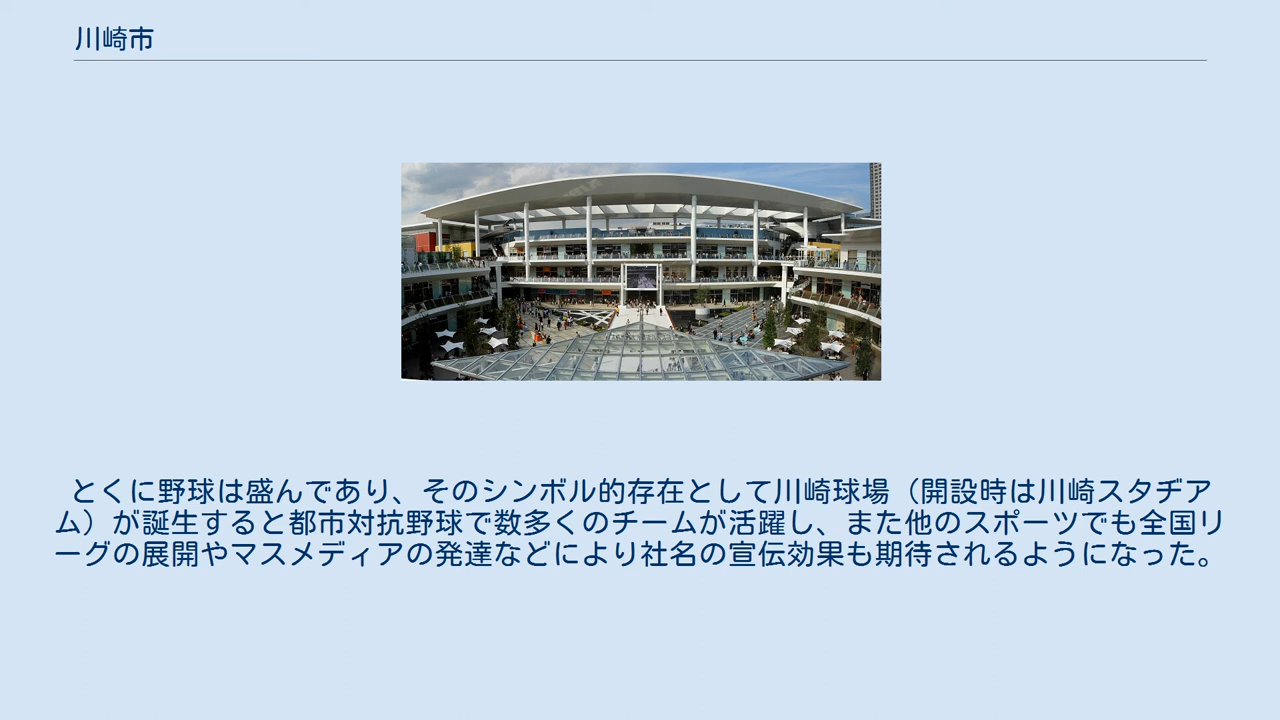 川崎市
とくに野球は盛んであり、そのシンボル的存在として川崎球場（開設時は川崎スタヂア
ム）が誕生すると都市対抗野球で数多くのチームが活躍し、また他のスポーツでも全国リ
ーグの展開やマスメディアの発達などにより社名の宣伝効果も期待されるようになった。